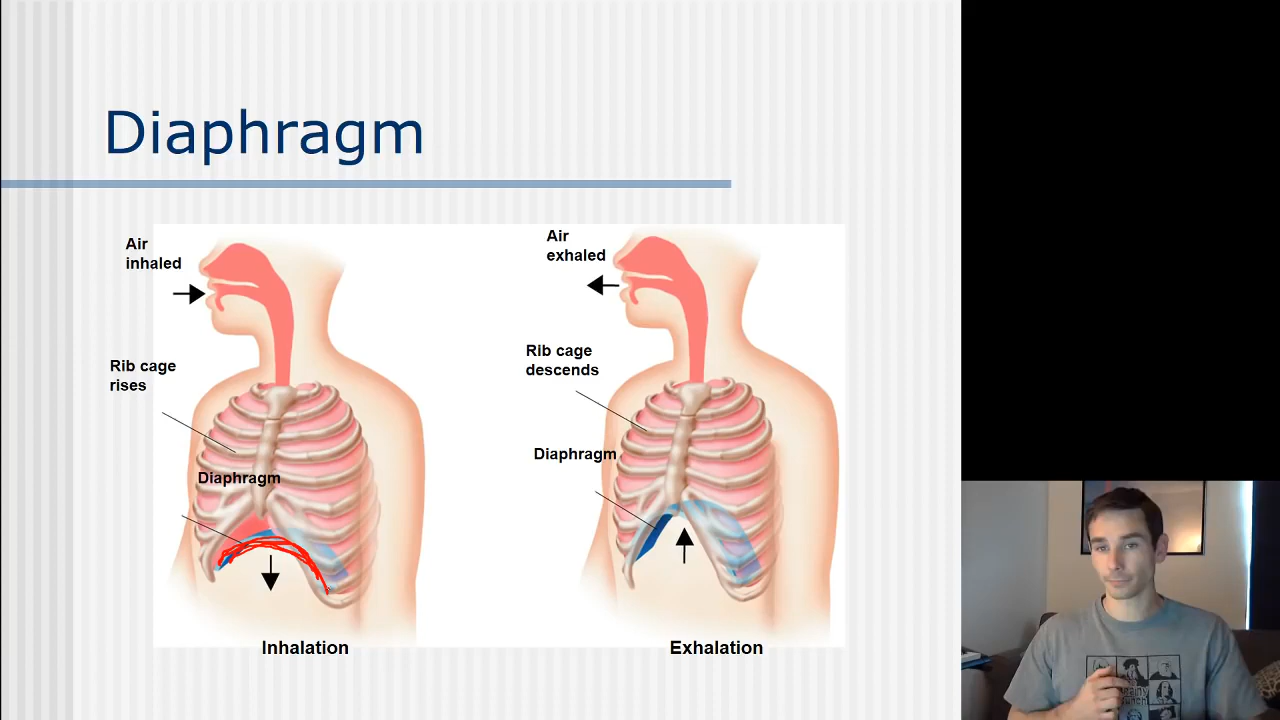 Diaphragm
Air
inhaled
Rib cage
rises
Diaphragm
Inhalation
Air
exhaled
Rib cage
descends
Diaphragm
Exhalation